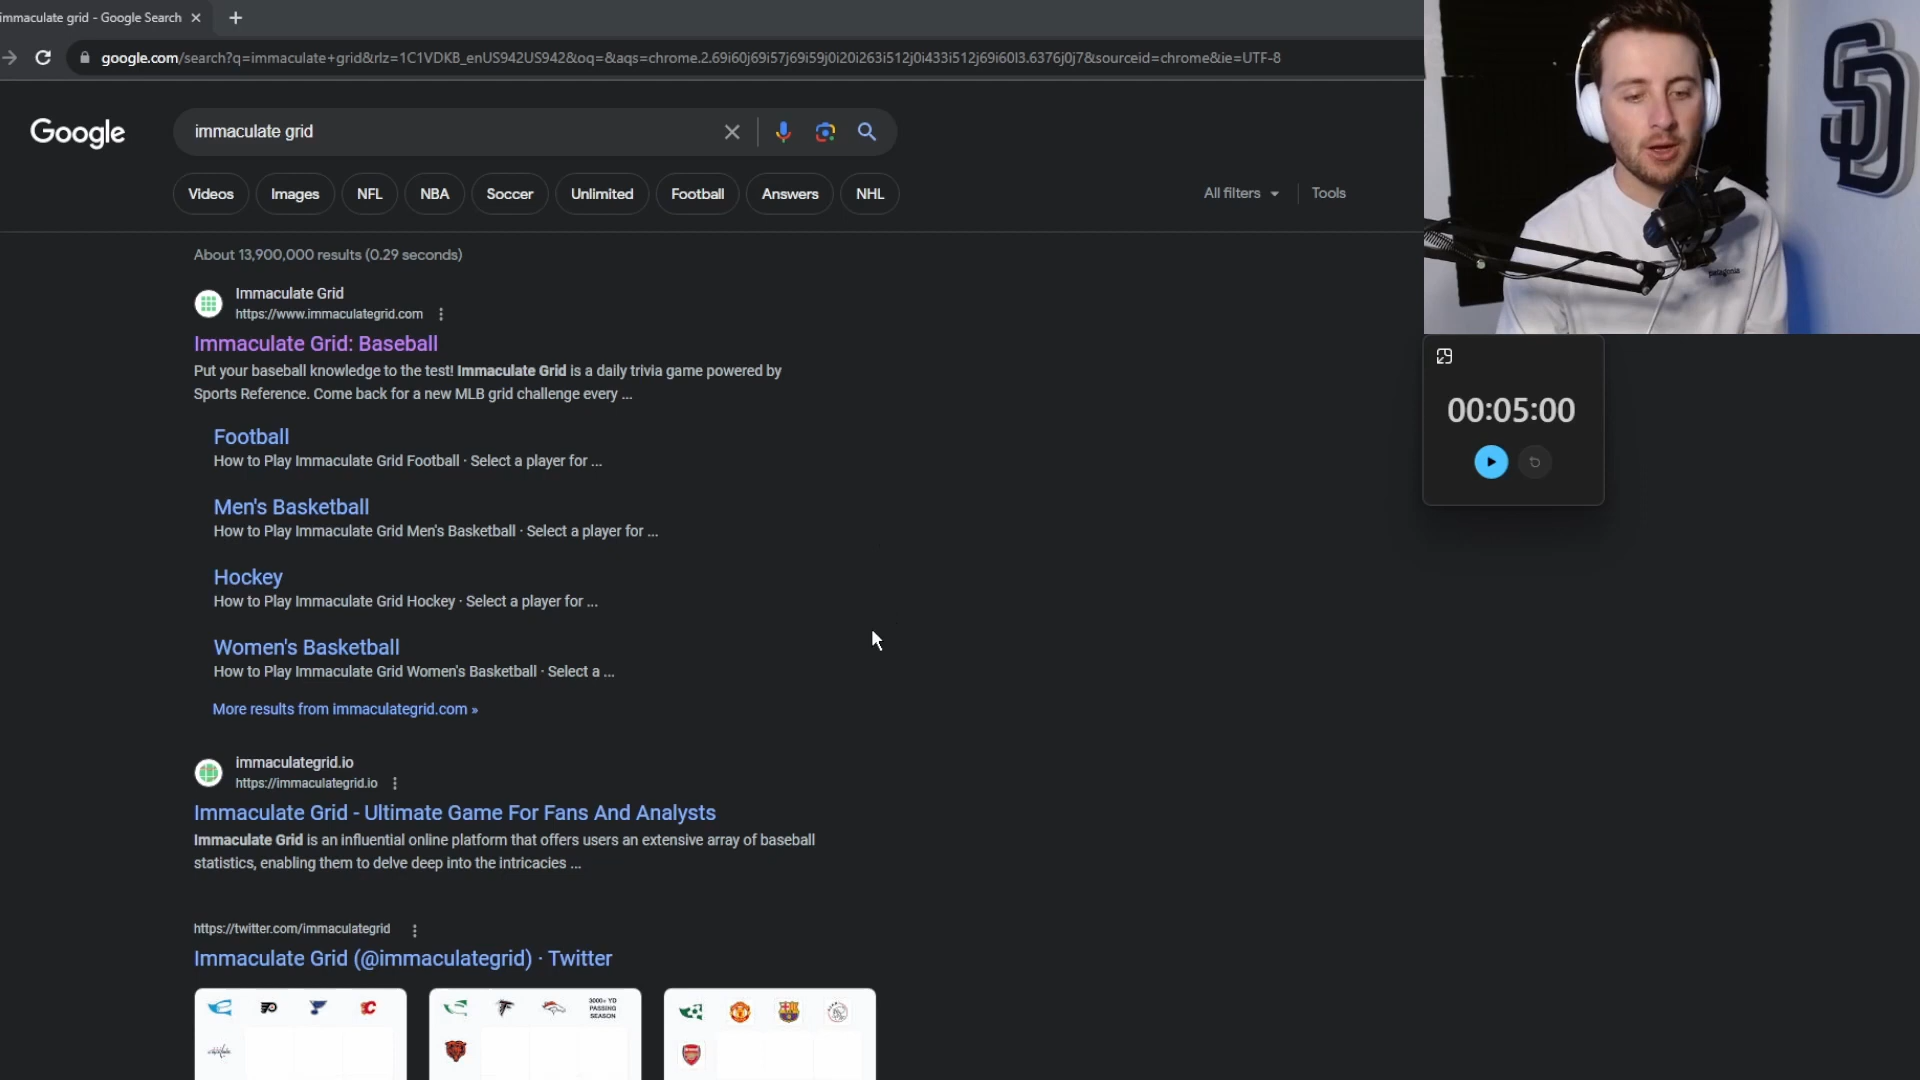 immaculate grid - Google Search
google.com/search?q=immaculate+grid&rlz=1C1VDKB_enUS942US942&oq=&aqs=chrome.2.69i60j69i57j69i59j0i20i263i512j0i433i512j69i60l3.6376j0j7&sourceid=chrome&ie=UTF-8
Google
immaculate grid
Videos
Images
NFL
NBA
Soccer
Unlimited
Football
Answers
NHL
All filters
Tools
About 13,900,000 results (0.29 seconds)
Immaculate Grid
https://www.immaculategrid.com
Immaculate Grid: Baseball
Put your baseball knowledge to the test! Immaculate Grid is a daily trivia game powered by
Sports Reference. Come back for a new MLB grid challenge every ...
Football
How to Play Immaculate Grid Football · Select a player for ...
Men's Basketball
How to Play Immaculate Grid Men's Basketball · Select a player for ...
Hockey
How to Play Immaculate Grid Hockey · Select a player for ...
Women's Basketball
How to Play Immaculate Grid Women's Basketball · Select a ...
More results from immaculategrid.com »
immaculategrid.io
https://immaculategrid.io
Immaculate Grid - Ultimate Game For Fans And Analysts
Immaculate Grid is an influential online platform that offers users an extensive array of baseball
statistics, enabling them to delve deep into the intricacies ...
https://twitter.com/immaculategrid
Immaculate Grid (@immaculategrid) · Twitter
3000+ YD
PASSING
SEASON
00:05:00
SD
patagonia